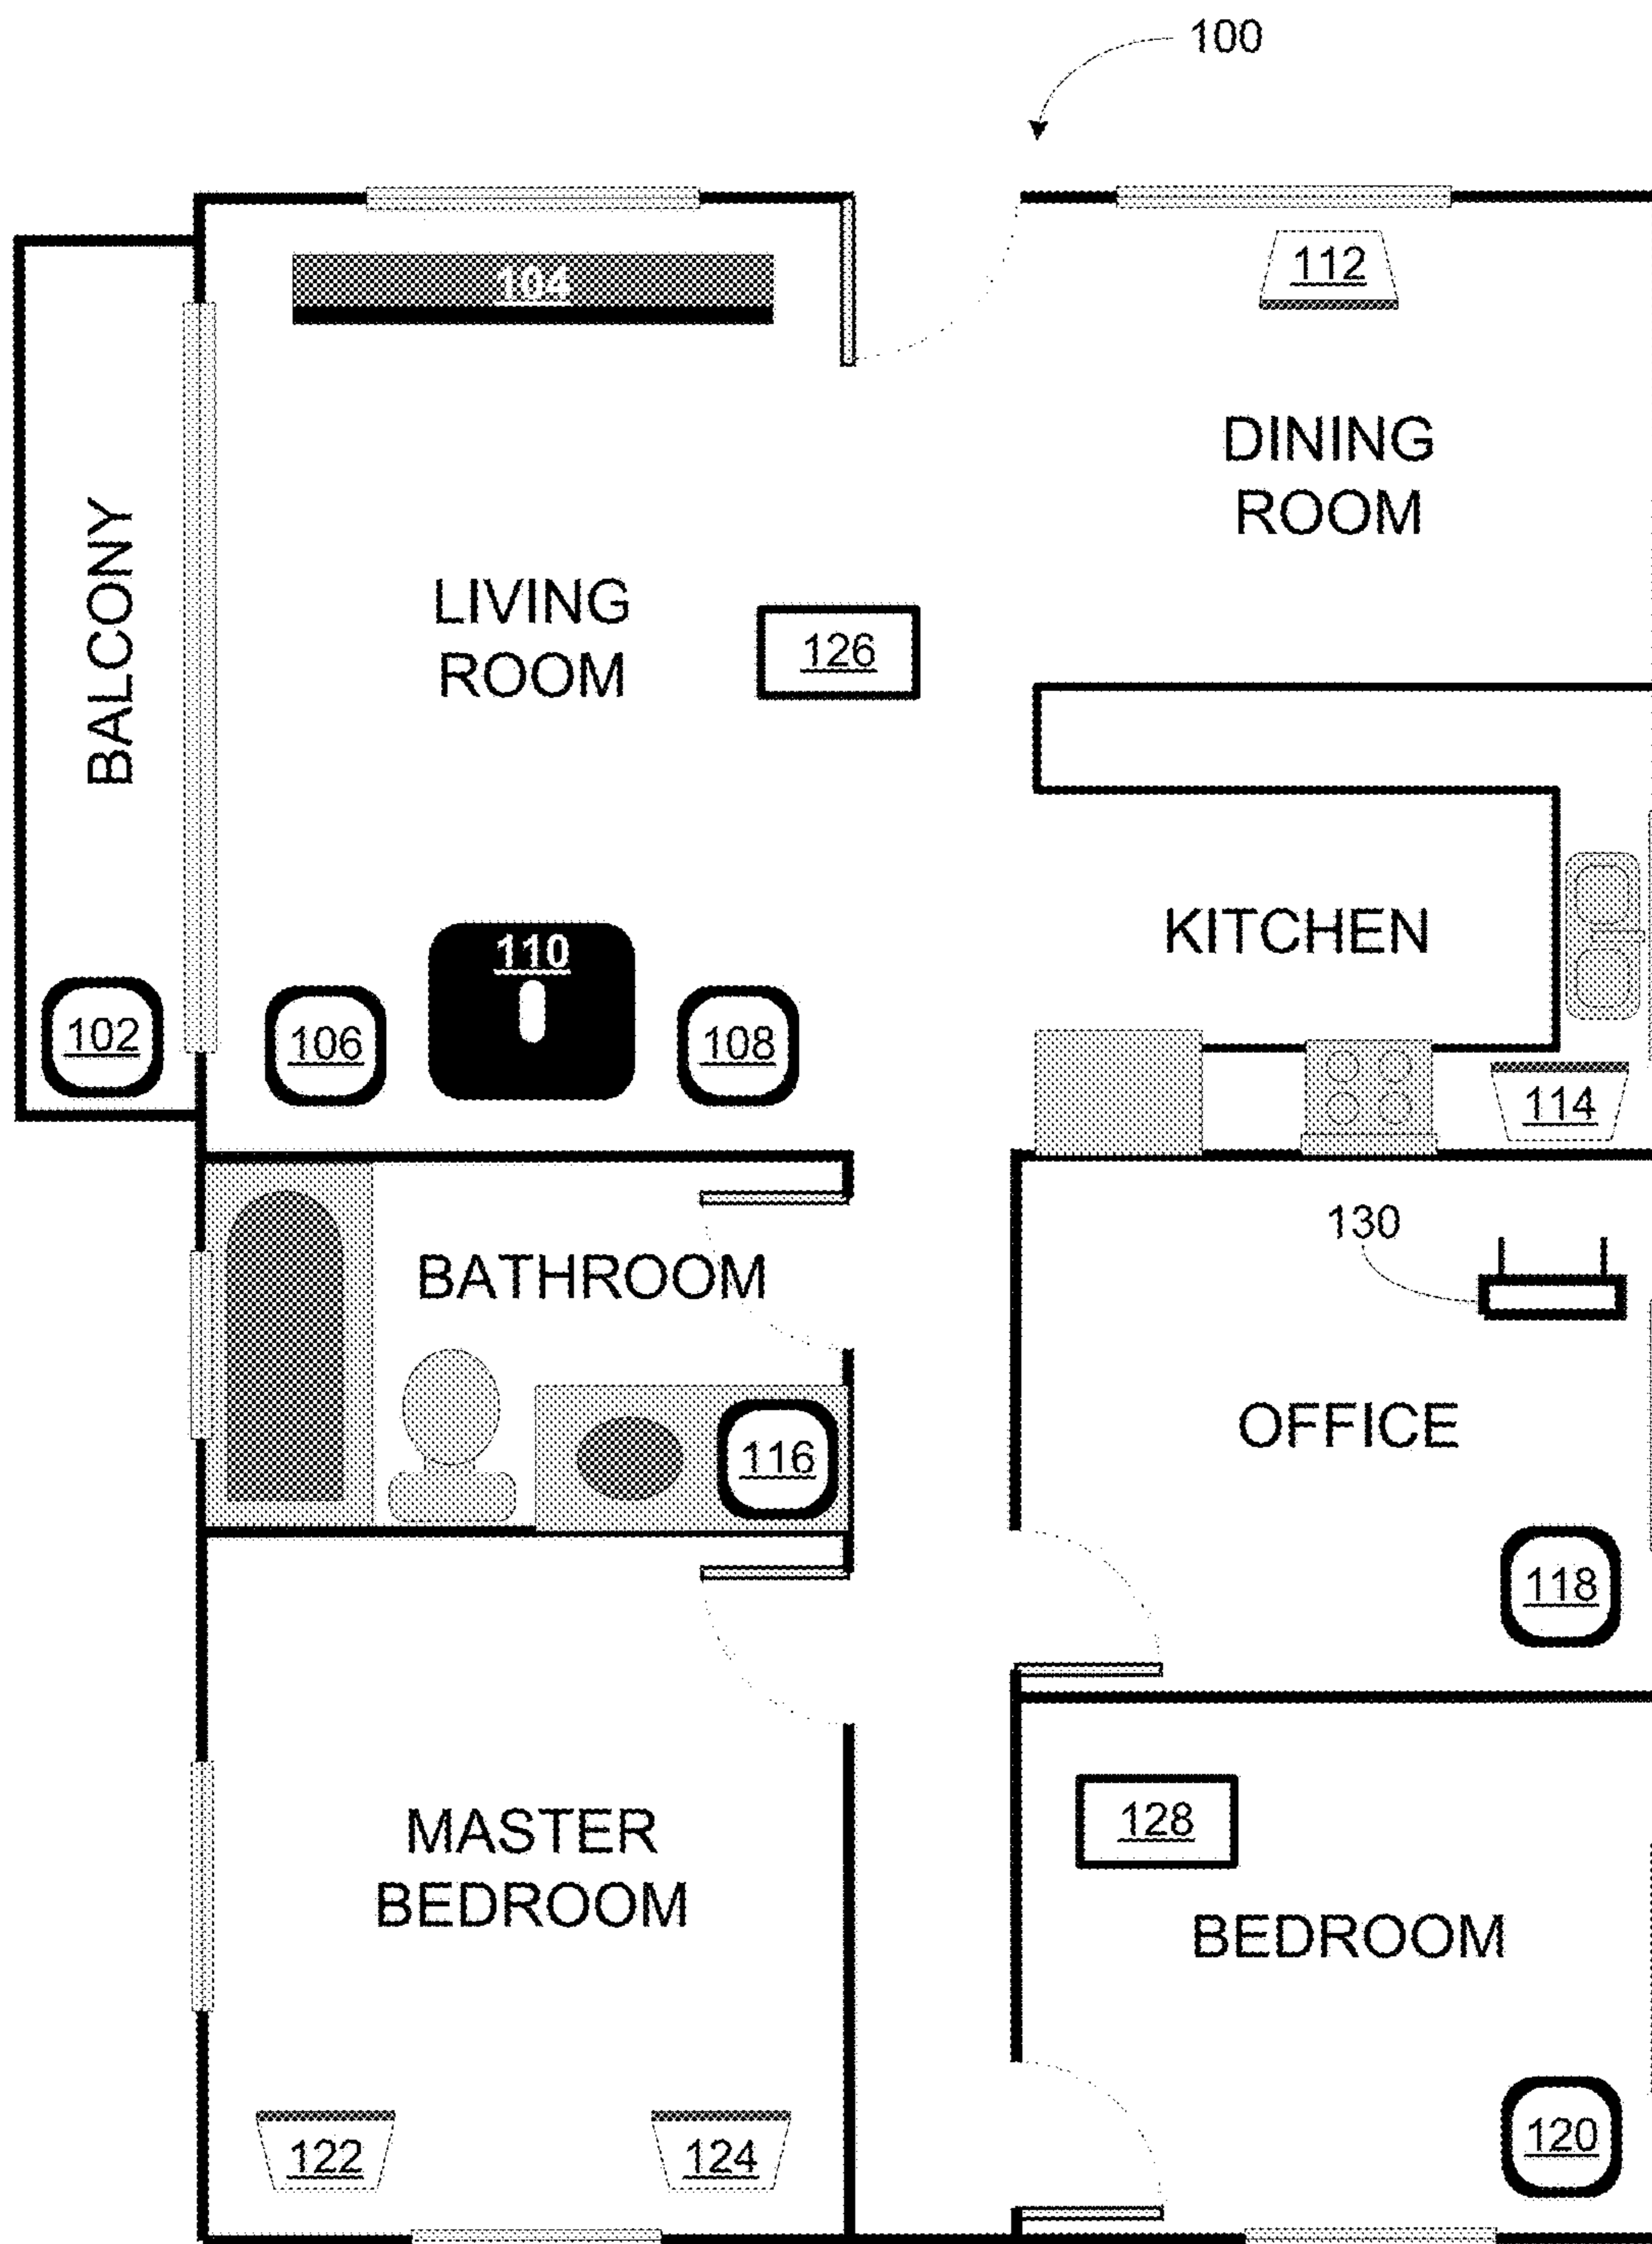 100
104
112
DINING
ROOM
BALCONY
LIVING
ROOM
126
KITCHEN
110
102
106
108
114
130
BATHROOM
OFFICE
116
118
MASTER
BEDROOM
128
BEDROOM
122
124
120